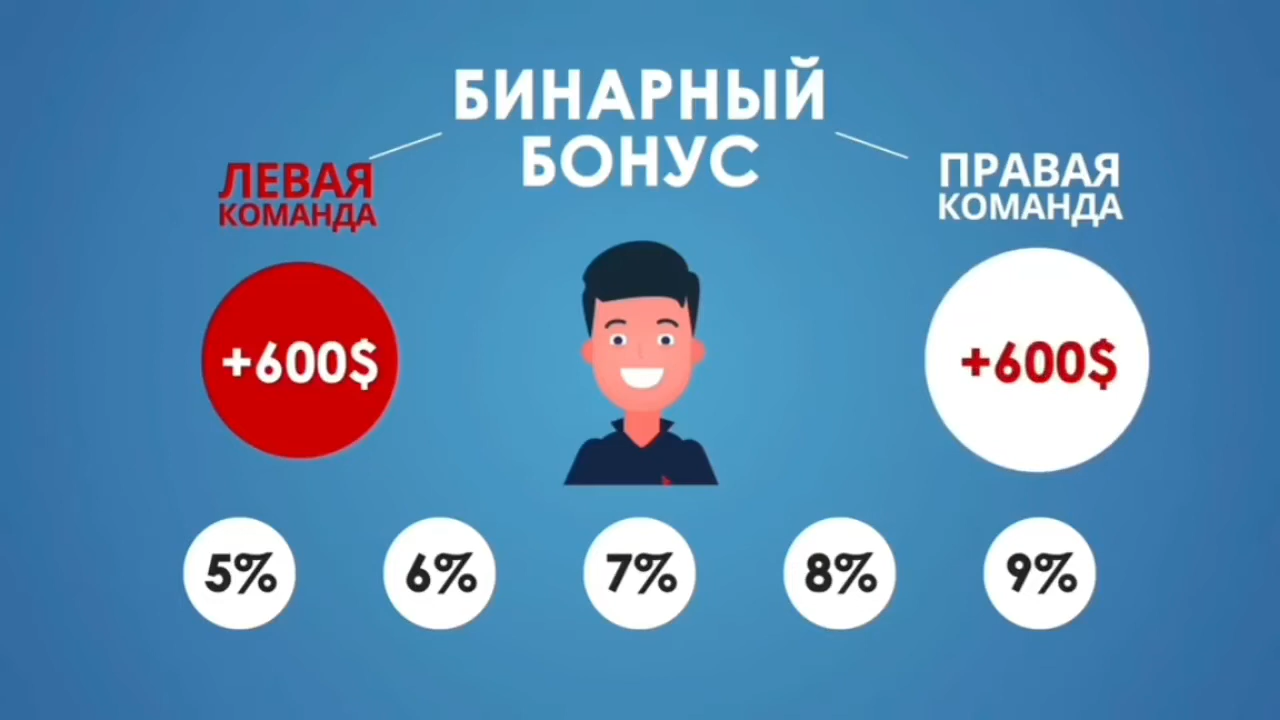 БИНАРНЫЙ
БОНУС
ЛЕВАЯ
КОМАНДА
ПРАВАЯ
КОМАНДА
+600$
+600$
5%
6%
7%
8%
9%